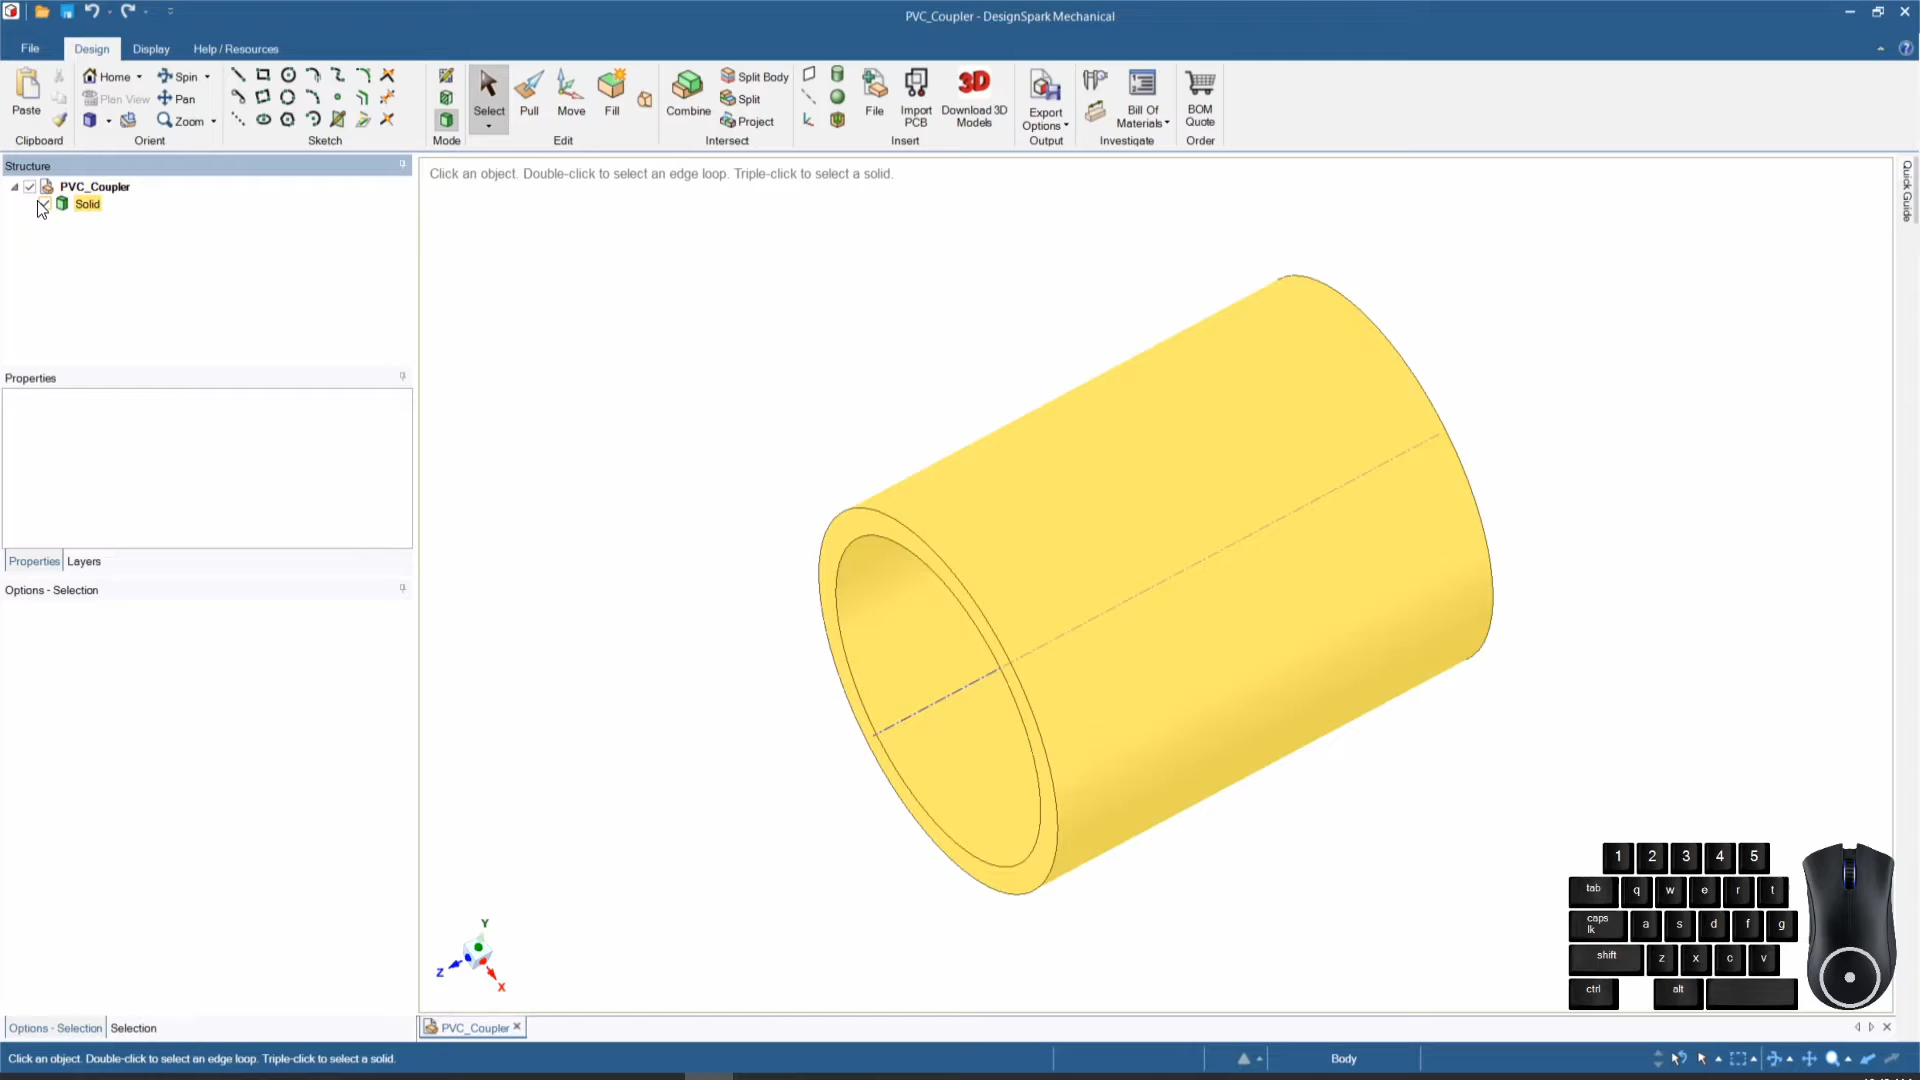 PVC_Coupler - DesignSpark Mechanical
File Design Display Help / Resources
Paste
Home Spin
Plan View Pan
Zoom
Select
Pull
Move
Fill
Combine
Split Body
Split
Project
File
Import PCB
Download 3D Models
3D
Export Options
Bill Of Materials
BOM Quote
Clipboard Orient Sketch Mode Edit Intersect Insert Output Investigate Order
Structure
PVC_Coupler
Solid
Click an object. Double-click to select an edge loop. Triple-click to select a solid.
Quick Guide
Properties
Properties Layers
Options - Selection
Y
Z
X
1 2 3 4 5
tab q w e r t
caps lk a s d f g
shift z x c v
ctrl alt
Options - Selection Selection
PVC_Coupler
Click an object. Double-click to select an edge loop. Triple-click to select a solid.
Body